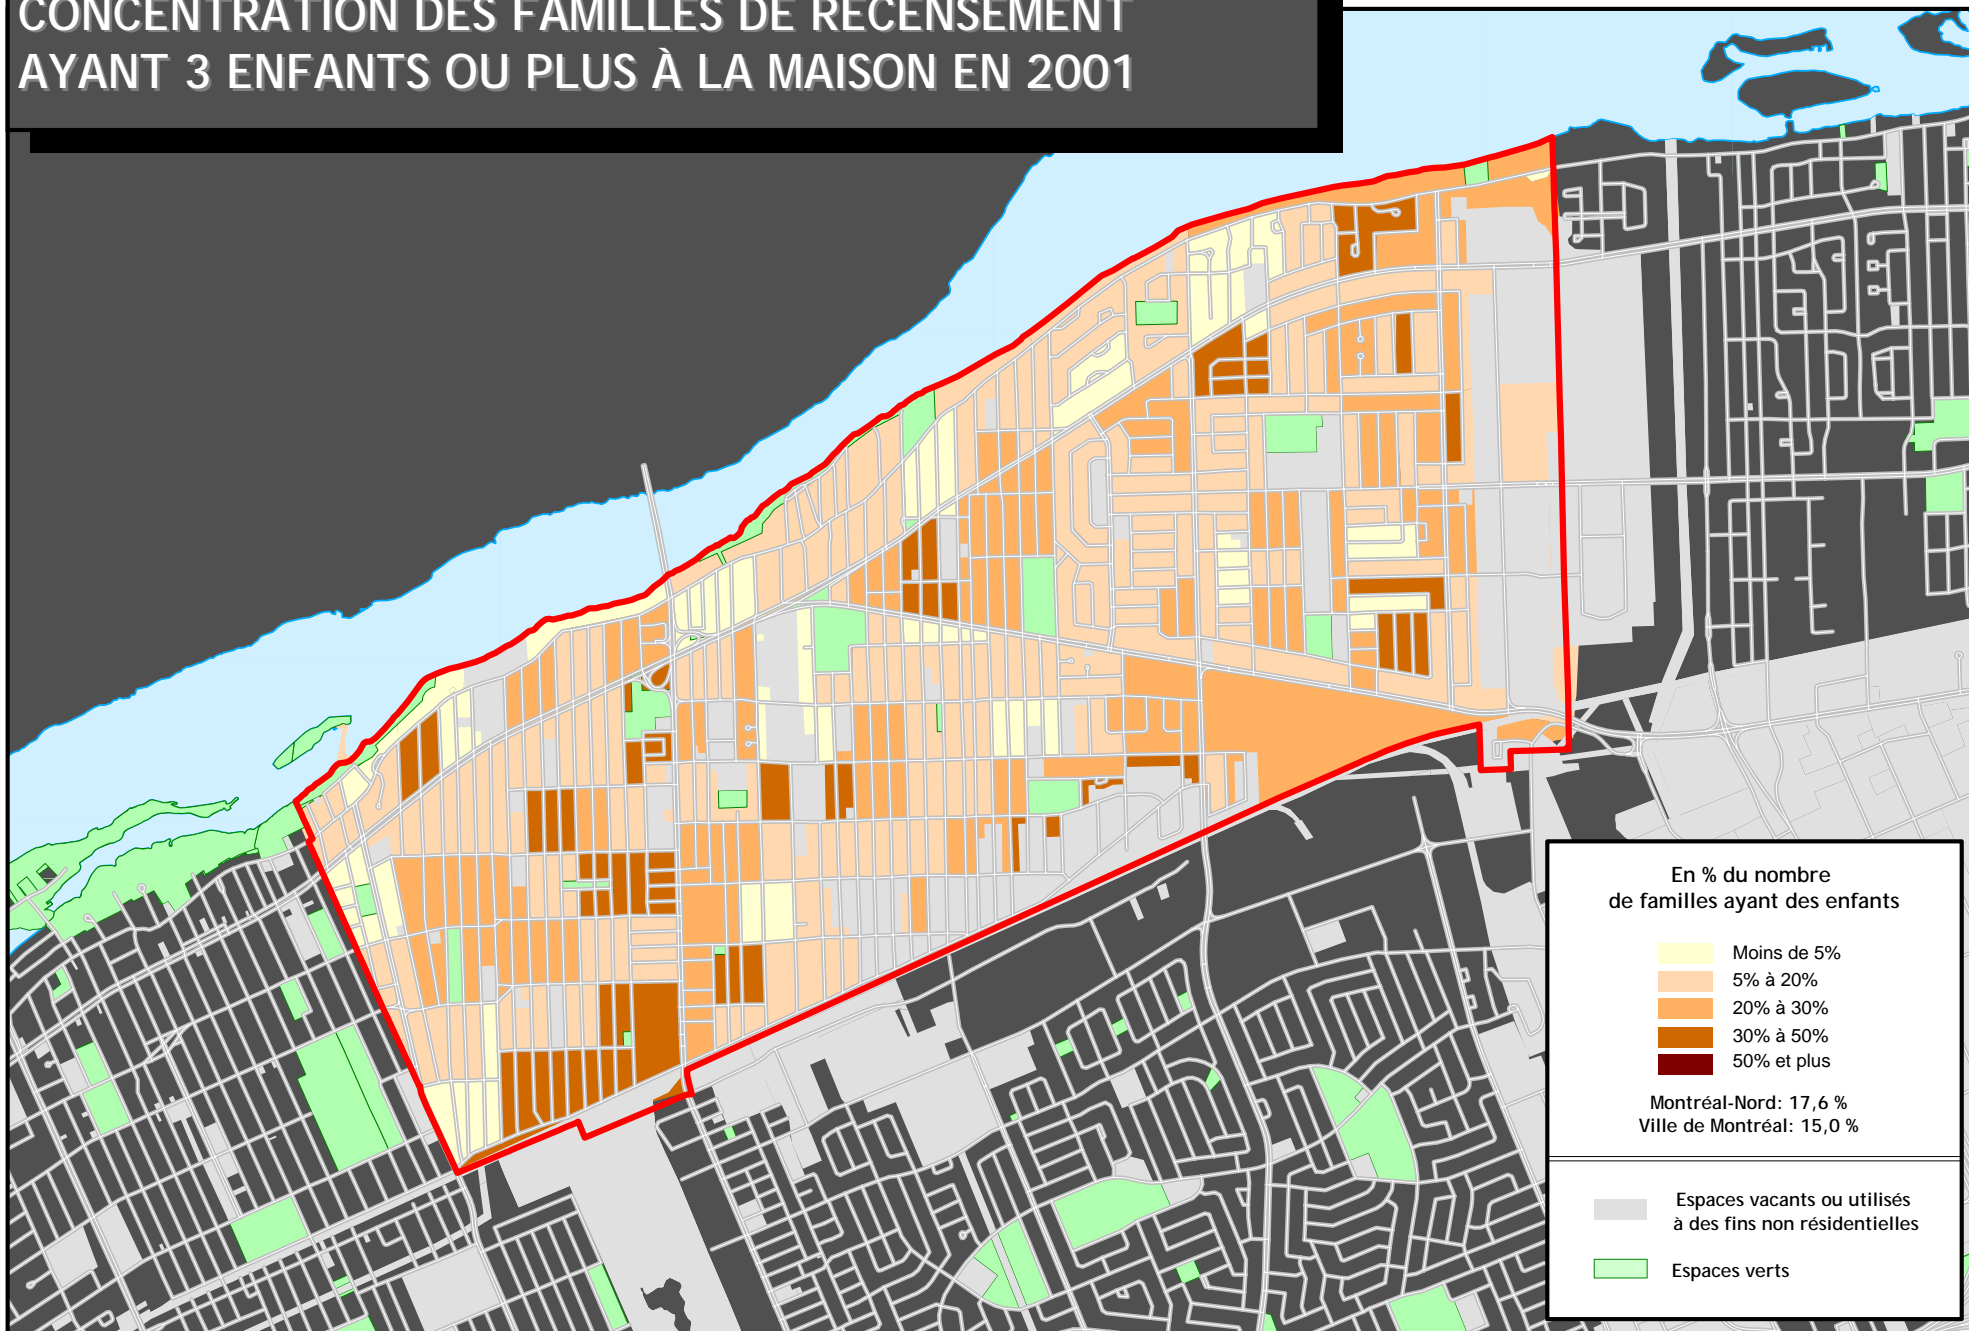 CONCENTRATION DES FAMILLES DE RECENSEMENT
AYANT 3 ENFANTS OU PLUS À LA MAISON EN 2001
En % du nombre
de familles ayant des enfants
Moins de 5%
5% à 20%
20% à 30%
30% à 50%
50% et plus
Montréal-Nord: 17,6 %
Ville de Montréal: 15,0 %
Espaces vacants ou utilisés
à des fins non résidentielles
Espaces verts